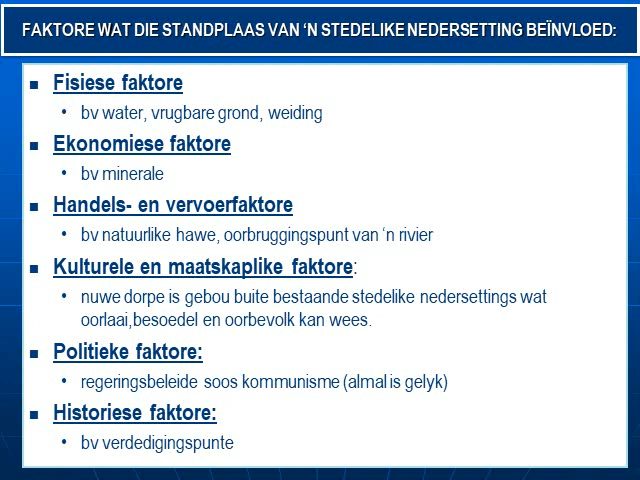 FAKTORE WAT DIE STANDPLAAS VAN ‘N STEDELIKE NEDERSETTING BEÏNVLOED:
■ Fisiese faktore
• bv water, vrugbare grond, weiding
■ Ekonomiese faktore
• bv minerale
■ Handels- en vervoerfaktore
• bv natuurlike hawe, oorbruggingspunt van ‘n rivier
■ Kulturele en maatskaplike faktore:
• nuwe dorpe is gebou buite bestaande stedelike nedersettings wat
oorlaai,besoedel en oorbevolk kan wees.
■ Politieke faktore:
• regeringsbeleide soos kommunisme (almal is gelyk)
■ Historiese faktore:
• bv verdedigingspunte